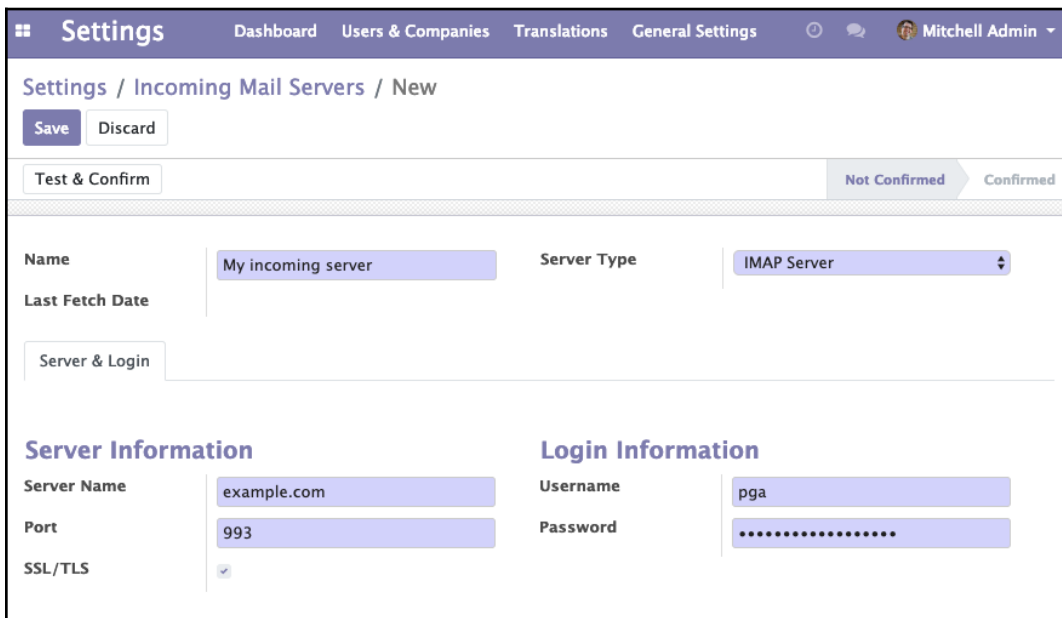 Settings Dashboard Users & Companies Translations General Settings Mitchell Admin
Settings / Incoming Mail Servers / New
Save Discard
Test & Confirm Not Confirmed Confirmed
Name My incoming server Server Type IMAP Server
Last Fetch Date
Server & Login
Server Information Login Information
Server Name example.com Username pga
Port 993 Password ••••••••••••••••••
SSL/TLS